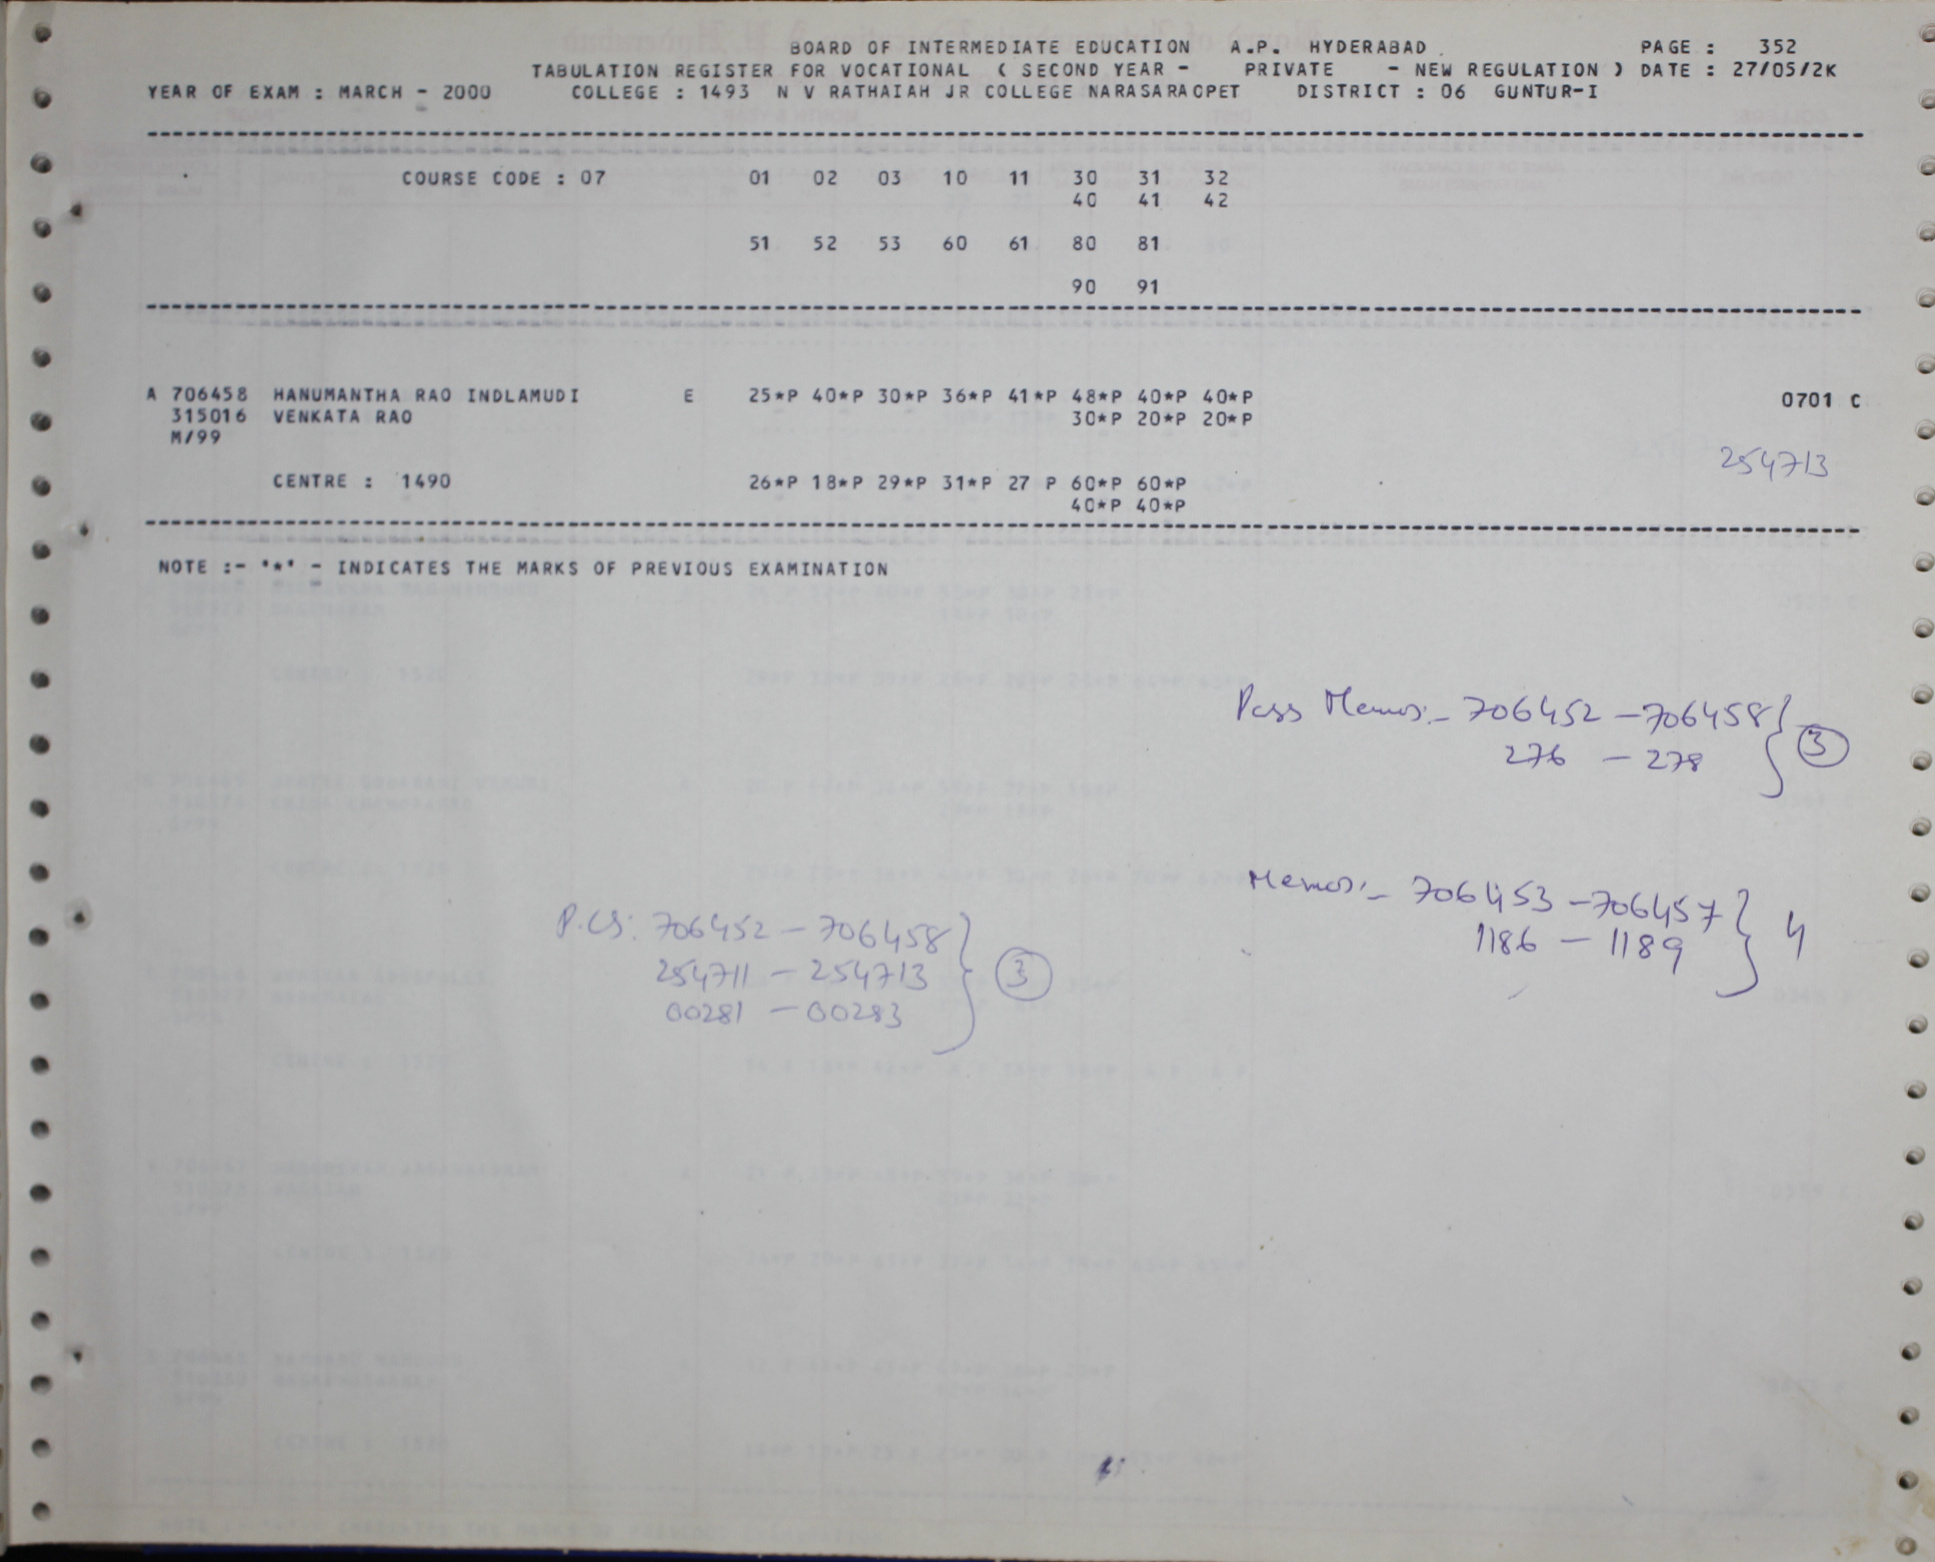 BOARD OF INTERMEDIATE EDUCATION A.P. HYDERABAD PAGE : 352
TABULATION REGISTER FOR VOCATIONAL ( SECOND YEAR - PRIVATE - NEW REGULATION ) DATE : 27/05/2K
YEAR OF EXAM : MARCH - 2000 COLLEGE : 1493 N V RATHAIAH JR COLLEGE NARASARAOPET DISTRICT : 06 GUNTUR-I
COURSE CODE : 07 01 02 03 10 11 30 31 32
40 41 42
51 52 53 60 61 80 81
90 91
A 706458 HANUMANTHA RAO INDLAMUDI E 25*P 40*P 30*P 36*P 41*P 48*P 40*P 40*P 0701 C
315016 VENKATA RAO 30*P 20*P 20*P
M/99
254713
CENTRE : 1490 26*P 18*P 29*P 31*P 27 P 60*P 60*P
40*P 40*P
NOTE :- '*' - INDICATES THE MARKS OF PREVIOUS EXAMINATION
Pass Memos:- 706452 - 706458 } 3
276 - 278
Memos:- 706453 - 706457 } 4
1186 - 1189
P.Cs: 706452 - 706458
254711 - 254713 } 3
00281 - 00283